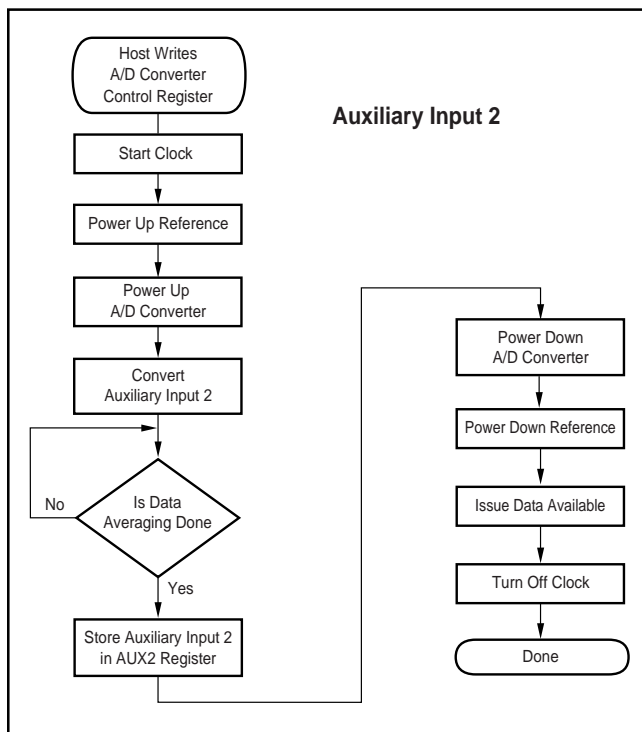 Host Writes
A/D Converter
Control Register
Auxiliary Input 2
Start Clock
Power Up Reference
Power Up
A/D Converter
Convert
Auxiliary Input 2
No
Is Data
Averaging Done
Yes
Store Auxiliary Input 2
in AUX2 Register
Power Down
A/D Converter
Power Down Reference
Issue Data Available
Turn Off Clock
Done